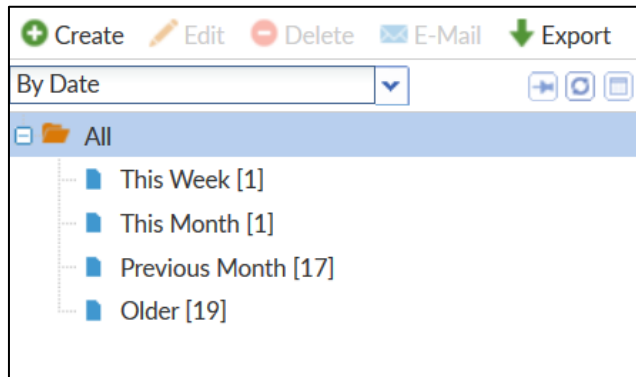 Create Edit Delete E-Mail Export
By Date
All
This Week [1]
This Month [1]
Previous Month [17]
Older [19]